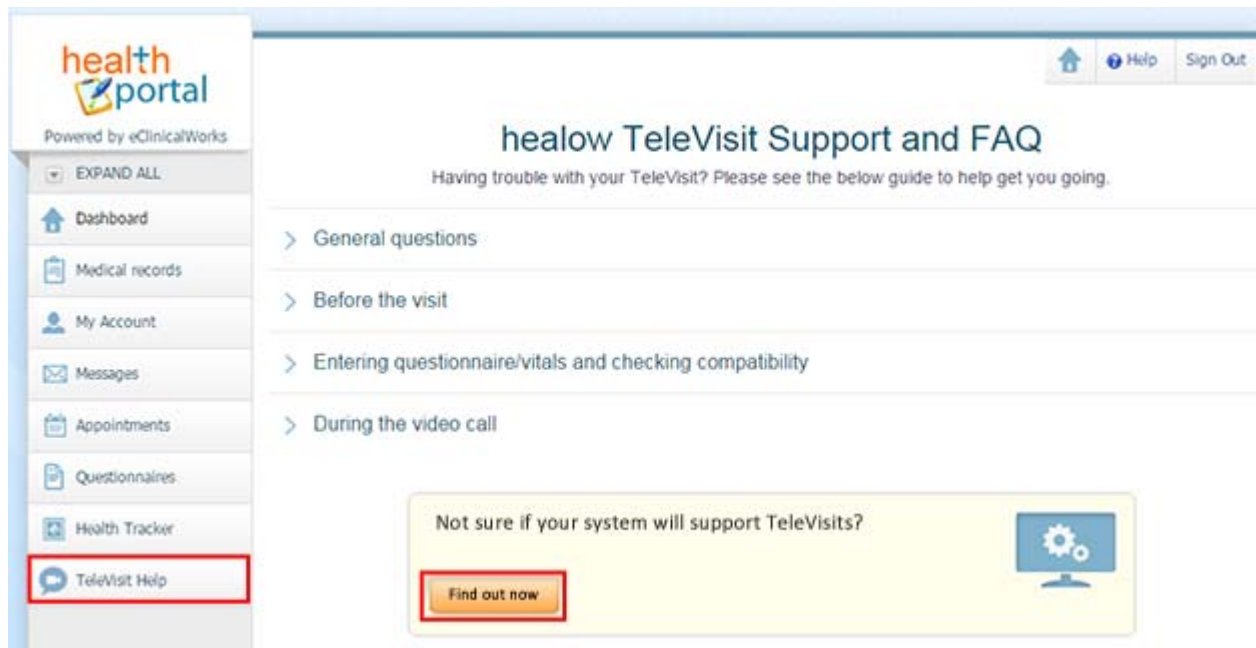 health
portal
Powered by eClinicalWorks
EXPAND ALL
Dashboard
Medical records
My Account
Messages
Appointments
Questionnaires
Health Tracker
TeleVisit Help
Help
Sign Out
healow TeleVisit Support and FAQ
Having trouble with your TeleVisit? Please see the below guide to help get you going.
General questions
Before the visit
Entering questionnaire/vitals and checking compatibility
During the video call
Not sure if your system will support TeleVisits?
Find out now